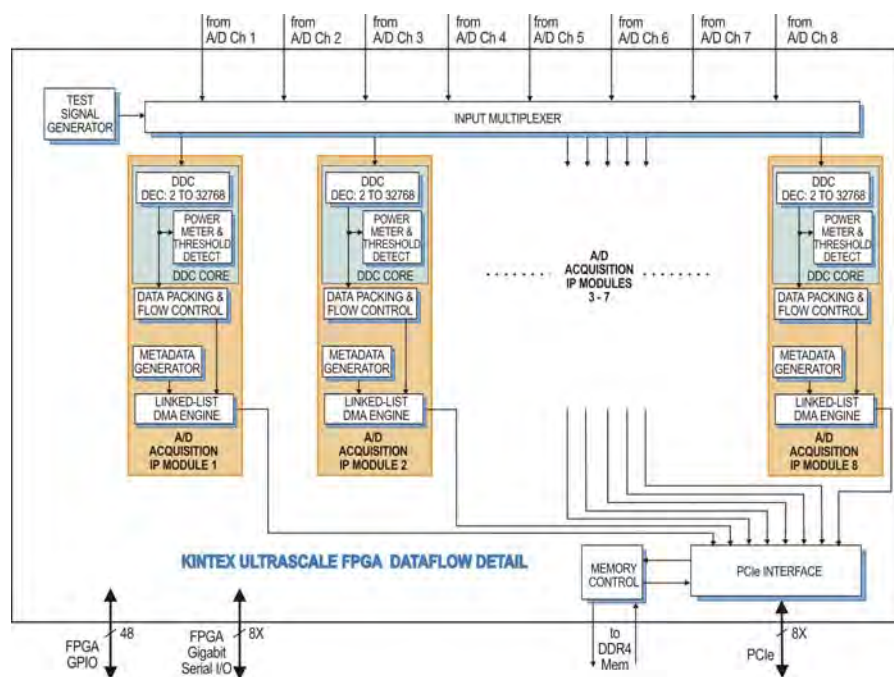 from
A/D Ch 1
from
A/D Ch 2
from
A/D Ch 3
from
A/D Ch 4
from
A/D Ch 5
from
A/D Ch 6
from
A/D Ch 7
from
A/D Ch 8
TEST
SIGNAL
GENERATOR
INPUT MULTIPLEXER
DDC
DEC: 2 TO 32768
POWER
METER &
THRESHOLD
DETECT
DDC CORE
DATA PACKING &
FLOW CONTROL
METADATA
GENERATOR
LINKED-LIST
DMA ENGINE
A/D
ACQUISITION
IP MODULE 1
DDC
DEC: 2 TO 32768
POWER
METER &
THRESHOLD
DETECT
DDC CORE
DATA PACKING &
FLOW CONTROL
METADATA
GENERATOR
LINKED-LIST
DMA ENGINE
A/D
ACQUISITION
IP MODULE 2
A/D
ACQUISITION
IP MODULES
3 - 7
DDC
DEC: 2 TO 32768
POWER
METER &
THRESHOLD
DETECT
DDC CORE
DATA PACKING &
FLOW CONTROL
METADATA
GENERATOR
LINKED-LIST
DMA ENGINE
A/D
ACQUISITION
IP MODULE 8
KINTEX ULTRASCALE FPGA DATAFLOW DETAIL
MEMORY
CONTROL
PCIe INTERFACE
48
FPGA
GPIO
8X
FPGA
Gigabit
Serial I/O
to
DDR4
Mem
8X
PCIe